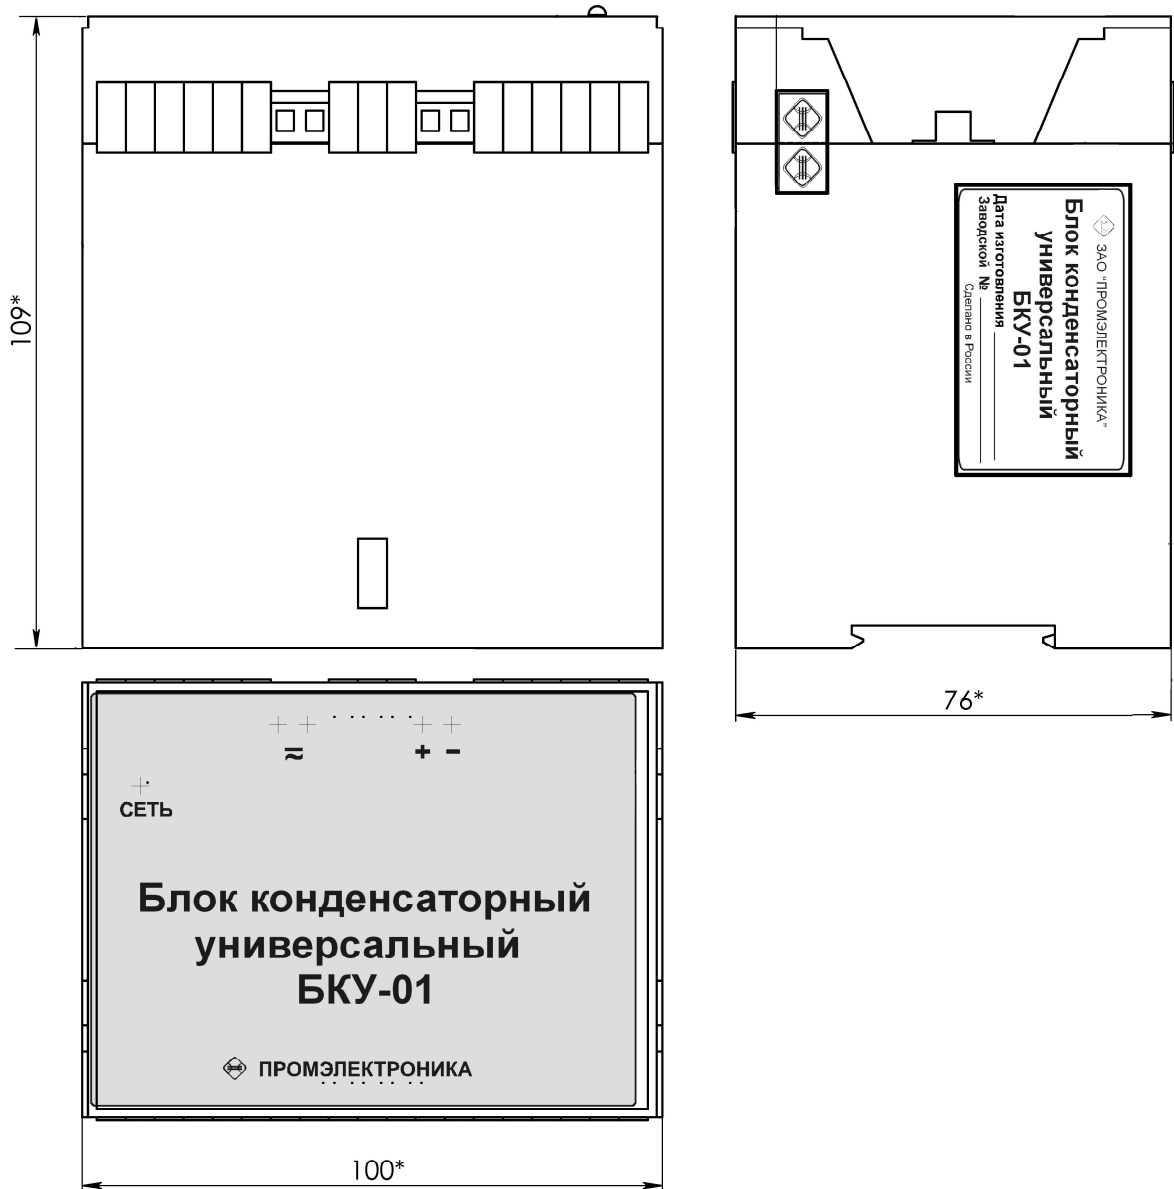 109*
ЗАО "ПРОМЭЛЕКТРОНИКА"
Блок конденсаторный
универсальный
БКУ-01
Дата изготовления
Заводской №
Сделано в России
76*
≂ + −
СЕТЬ
Блок конденсаторный
универсальный
БКУ-01
ПРОМЭЛЕКТРОНИКА
100*